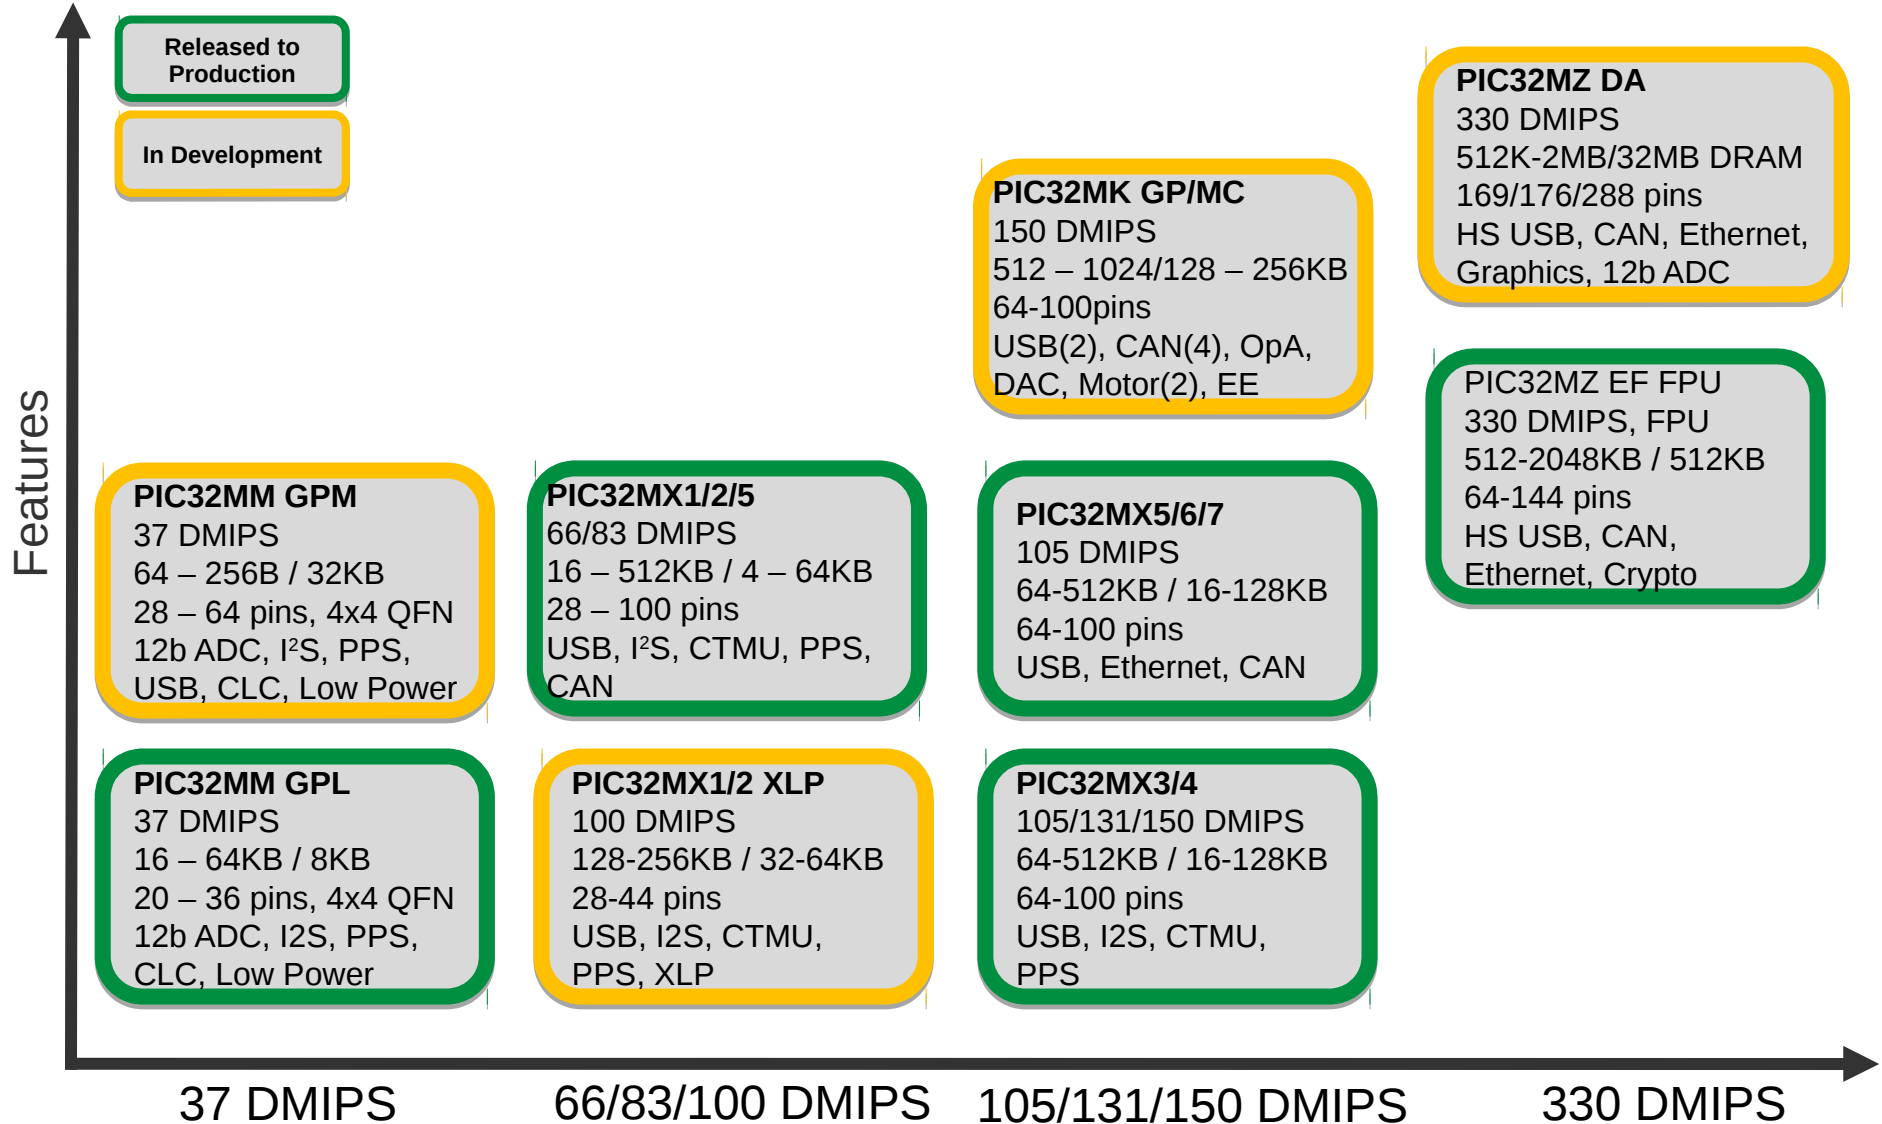 Released to
Production
In Development
Features
PIC32MZ DA
330 DMIPS
512K-2MB/32MB DRAM
169/176/288 pins
HS USB, CAN, Ethernet,
Graphics, 12b ADC
PIC32MK GP/MC
150 DMIPS
512 – 1024/128 – 256KB
64-100pins
USB(2), CAN(4), OpA,
DAC, Motor(2), EE
PIC32MZ EF FPU
330 DMIPS, FPU
512-2048KB / 512KB
64-144 pins
HS USB, CAN,
Ethernet, Crypto
PIC32MM GPM
37 DMIPS
64 – 256B / 32KB
28 – 64 pins, 4x4 QFN
12b ADC, I²S, PPS,
USB, CLC, Low Power
PIC32MX1/2/5
66/83 DMIPS
16 – 512KB / 4 – 64KB
28 – 100 pins
USB, I²S, CTMU, PPS,
CAN
PIC32MX5/6/7
105 DMIPS
64-512KB / 16-128KB
64-100 pins
USB, Ethernet, CAN
PIC32MM GPL
37 DMIPS
16 – 64KB / 8KB
20 – 36 pins, 4x4 QFN
12b ADC, I2S, PPS,
CLC, Low Power
PIC32MX1/2 XLP
100 DMIPS
128-256KB / 32-64KB
28-44 pins
USB, I2S, CTMU,
PPS, XLP
PIC32MX3/4
105/131/150 DMIPS
64-512KB / 16-128KB
64-100 pins
USB, I2S, CTMU,
PPS
37 DMIPS
66/83/100 DMIPS
105/131/150 DMIPS
330 DMIPS